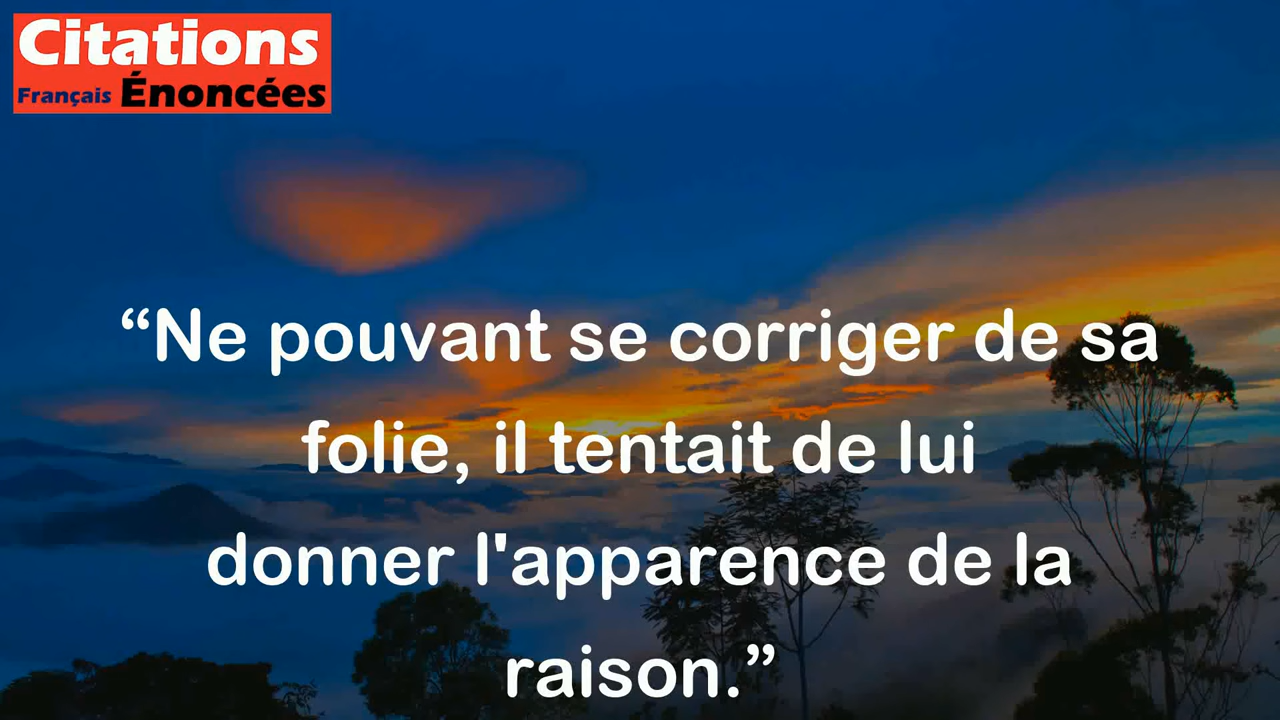 Citations
Français Énoncées
“Ne pouvant se corriger de sa
folie, il tentait de lui
donner l'apparence de la
raison.”